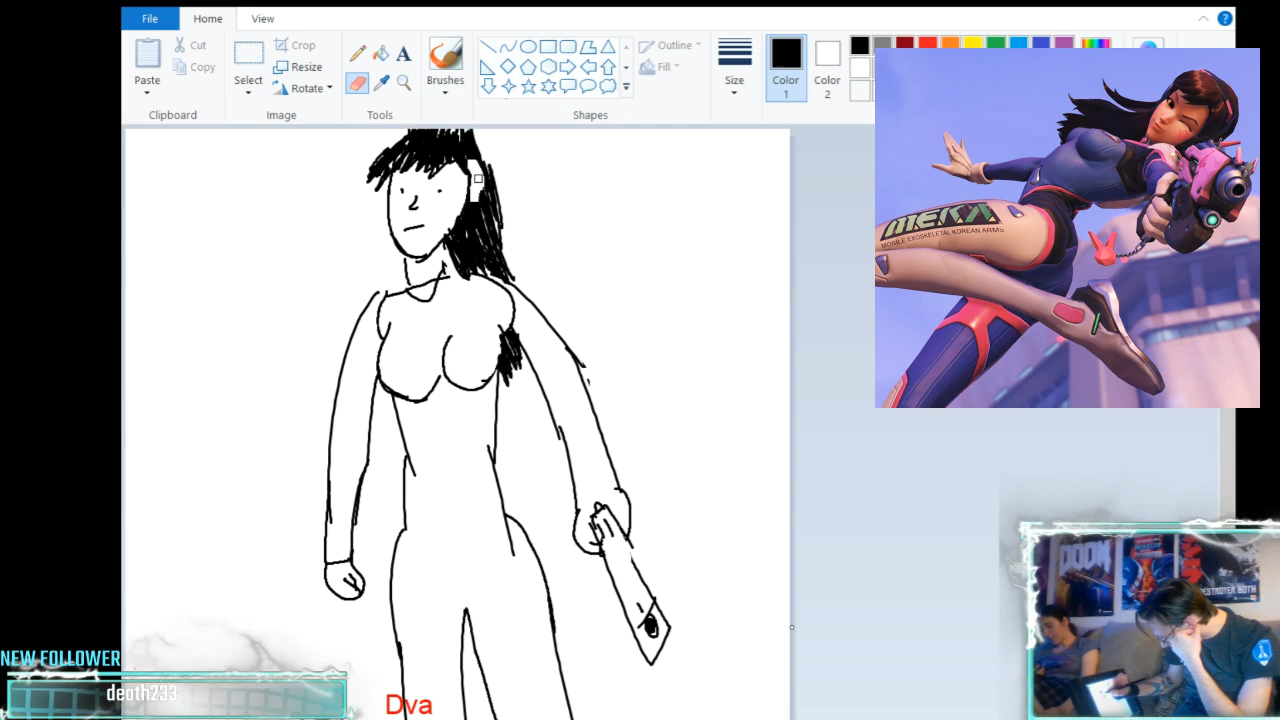 File Home View
Paste
Cut
Copy
Clipboard
Select
Crop
Resize
Rotate
Image
Tools
Brushes
Outline
Fill
Shapes
Size
Color 1
Color 2
MEKA
MOBILE EXOSKELETAL KOREAN ARMS
DOOM
NEW FOLLOWER
death233
Dva